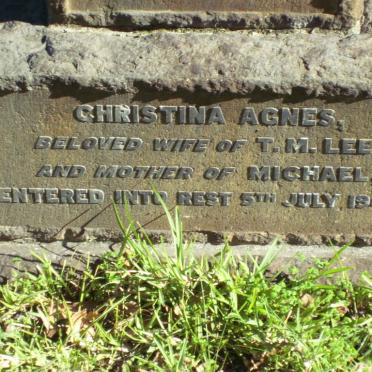 CHRISTINA AGNES,
BELOVED WIFE OF T. M. LEE
AND MOTHER OF MICHAEL.
ENTERED INTO REST 5TH JULY